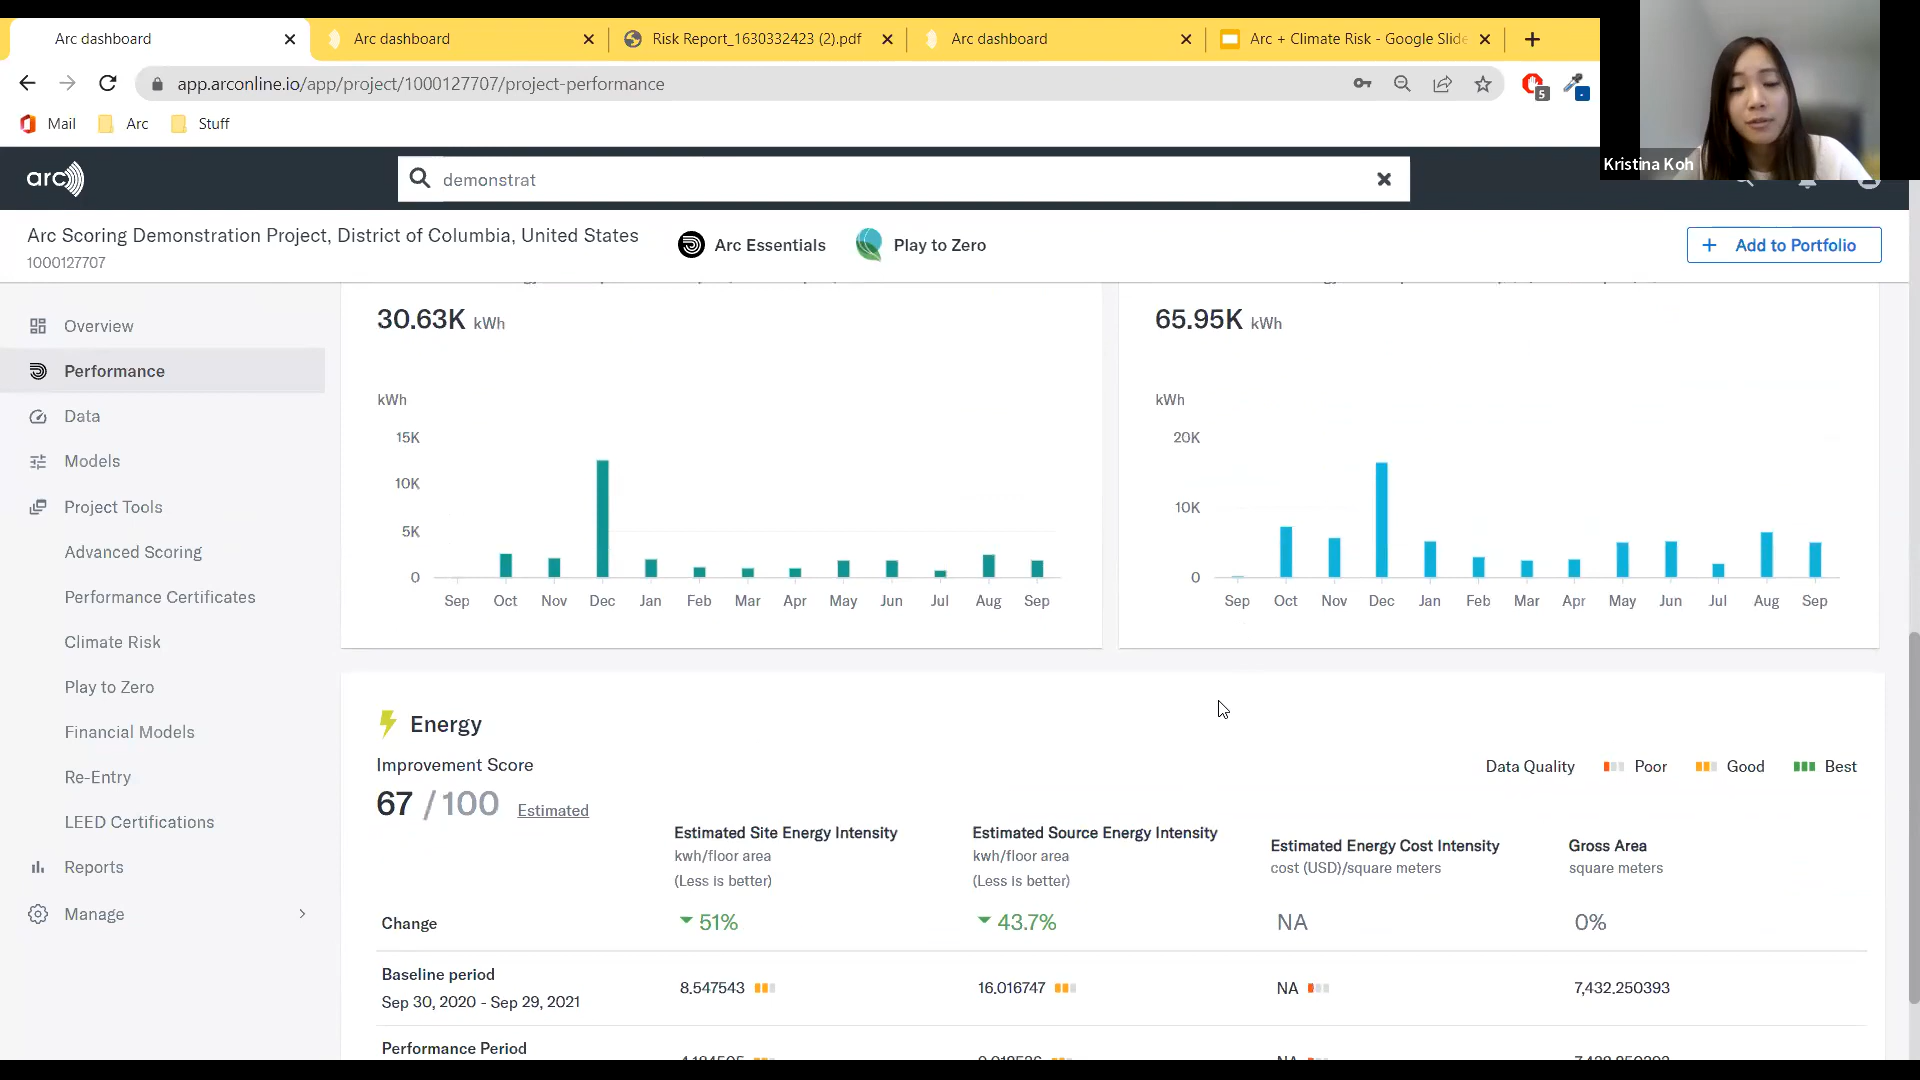 Arc dashboard
Arc dashboard
Risk Report_1630332423 (2).pdf
Arc dashboard
Arc + Climate Risk - Google Slide
app.arconline.io/app/project/1000127707/project-performance
5
Mail
Arc
Stuff
Kristina Koh
arc
demonstrat
Arc Scoring Demonstration Project, District of Columbia, United States
1000127707
Arc Essentials
Play to Zero
+ Add to Portfolio
Overview
Performance
Data
Models
Project Tools
Advanced Scoring
Performance Certificates
Climate Risk
Play to Zero
Financial Models
Re-Entry
LEED Certifications
Reports
Manage
30.63K kWh
kWh
15K
10K
5K
0
Sep Oct Nov Dec Jan Feb Mar Apr May Jun Jul Aug Sep
65.95K kWh
kWh
20K
10K
0
Sep Oct Nov Dec Jan Feb Mar Apr May Jun Jul Aug Sep
Energy
Improvement Score
67 / 100 Estimated
Data Quality Poor Good Best
Estimated Site Energy Intensity
kwh/floor area
(Less is better)
Estimated Source Energy Intensity
kwh/floor area
(Less is better)
Estimated Energy Cost Intensity
cost (USD)/square meters
Gross Area
square meters
Change 51% 43.7% NA 0%
Baseline period
Sep 30, 2020 - Sep 29, 2021
8.547543 16.016747 NA 7,432.250393
Performance Period